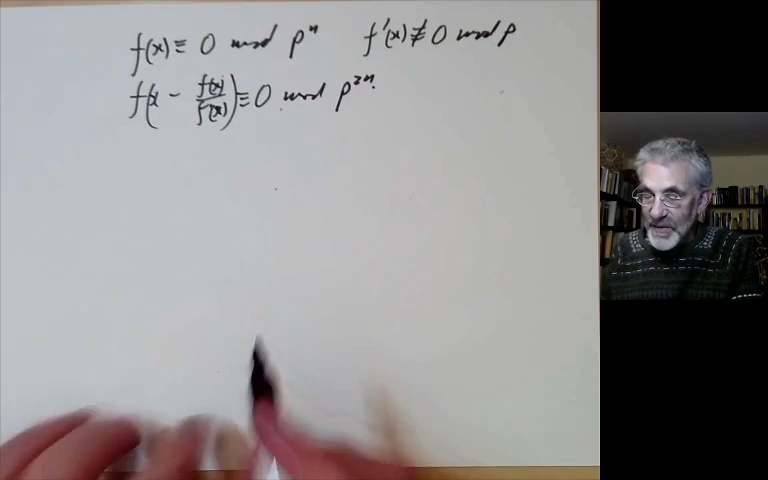 f(x) ≡ 0 mod pⁿ f'(x) ≢ 0 mod p
f(x - f(x)/f'(x)) ≡ 0 mod p²ⁿ.